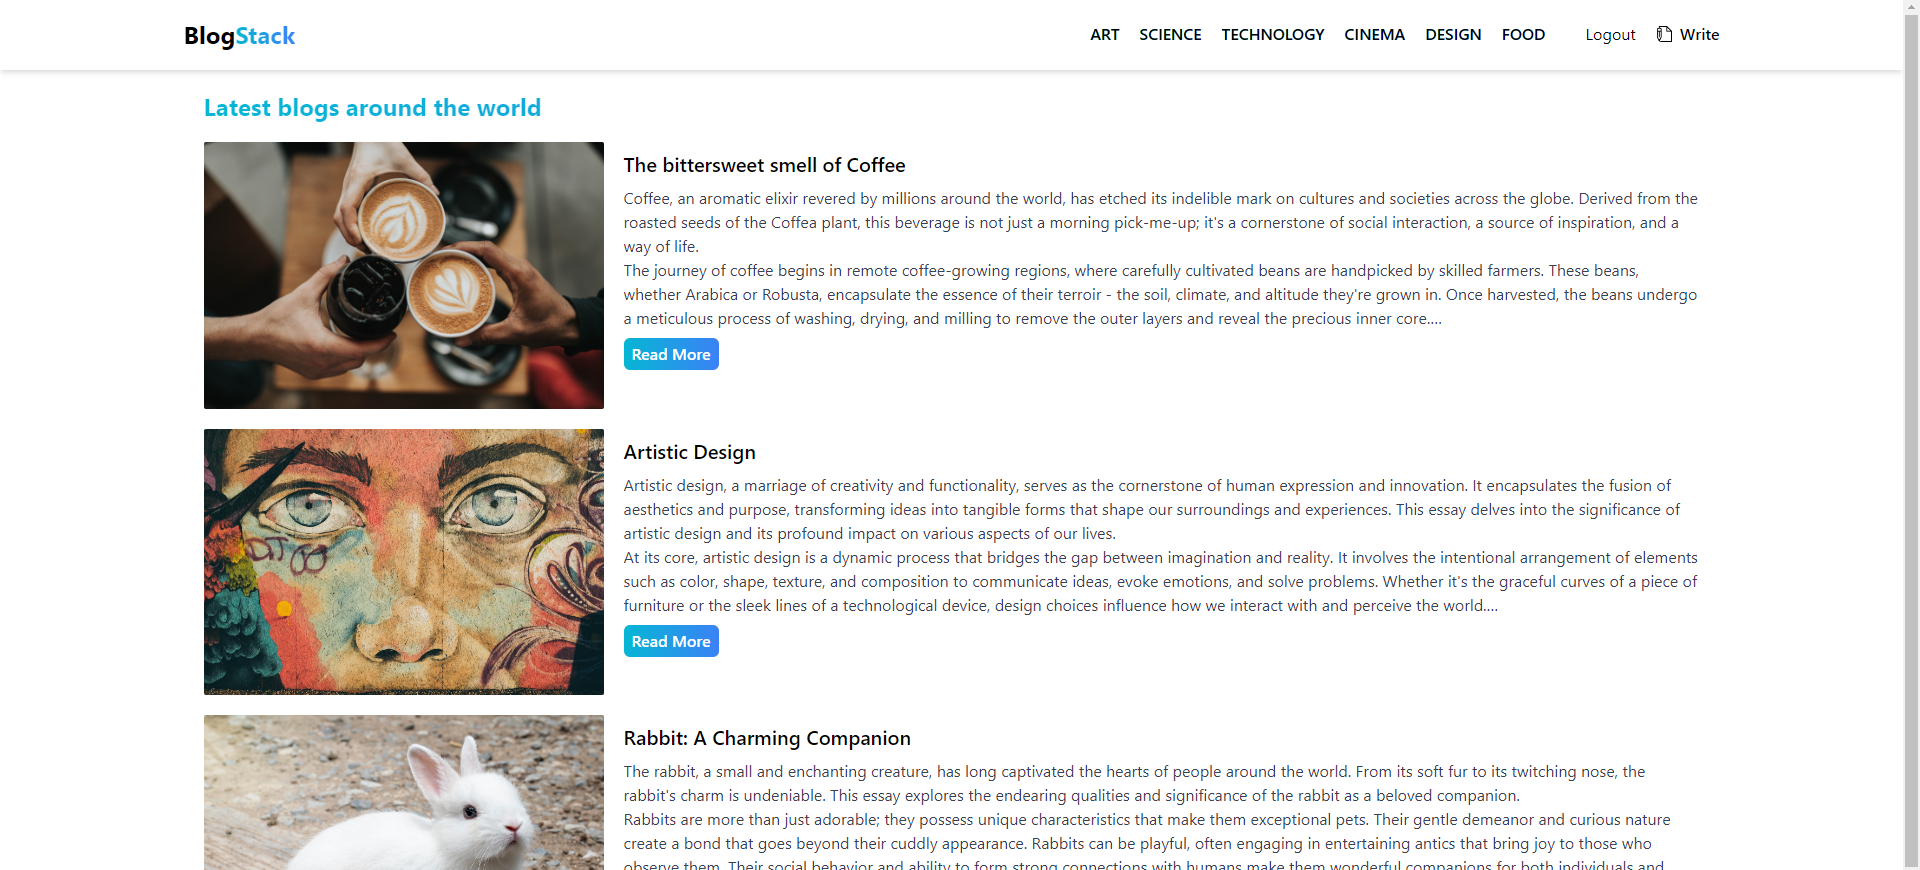 BlogStack
ART SCIENCE TECHNOLOGY CINEMA DESIGN FOOD Logout Write
Latest blogs around the world
The bittersweet smell of Coffee
Coffee, an aromatic elixir revered by millions around the world, has etched its indelible mark on cultures and societies across the globe. Derived from the
roasted seeds of the Coffea plant, this beverage is not just a morning pick-me-up; it's a cornerstone of social interaction, a source of inspiration, and a
way of life.
The journey of coffee begins in remote coffee-growing regions, where carefully cultivated beans are handpicked by skilled farmers. These beans,
whether Arabica or Robusta, encapsulate the essence of their terroir - the soil, climate, and altitude they're grown in. Once harvested, the beans undergo
a meticulous process of washing, drying, and milling to remove the outer layers and reveal the precious inner core....
Read More
Artistic Design
Artistic design, a marriage of creativity and functionality, serves as the cornerstone of human expression and innovation. It encapsulates the fusion of
aesthetics and purpose, transforming ideas into tangible forms that shape our surroundings and experiences. This essay delves into the significance of
artistic design and its profound impact on various aspects of our lives.
At its core, artistic design is a dynamic process that bridges the gap between imagination and reality. It involves the intentional arrangement of elements
such as color, shape, texture, and composition to communicate ideas, evoke emotions, and solve problems. Whether it's the graceful curves of a piece of
furniture or the sleek lines of a technological device, design choices influence how we interact with and perceive the world....
Read More
Rabbit: A Charming Companion
The rabbit, a small and enchanting creature, has long captivated the hearts of people around the world. From its soft fur to its twitching nose, the
rabbit's charm is undeniable. This essay explores the endearing qualities and significance of the rabbit as a beloved companion.
Rabbits are more than just adorable; they possess unique characteristics that make them exceptional pets. Their gentle demeanor and curious nature
create a bond that goes beyond their cuddly appearance. Rabbits can be playful, often engaging in entertaining antics that bring joy to those who
observe them. Their social behavior and ability to form strong connections with humans make them wonderful companions for both individuals and